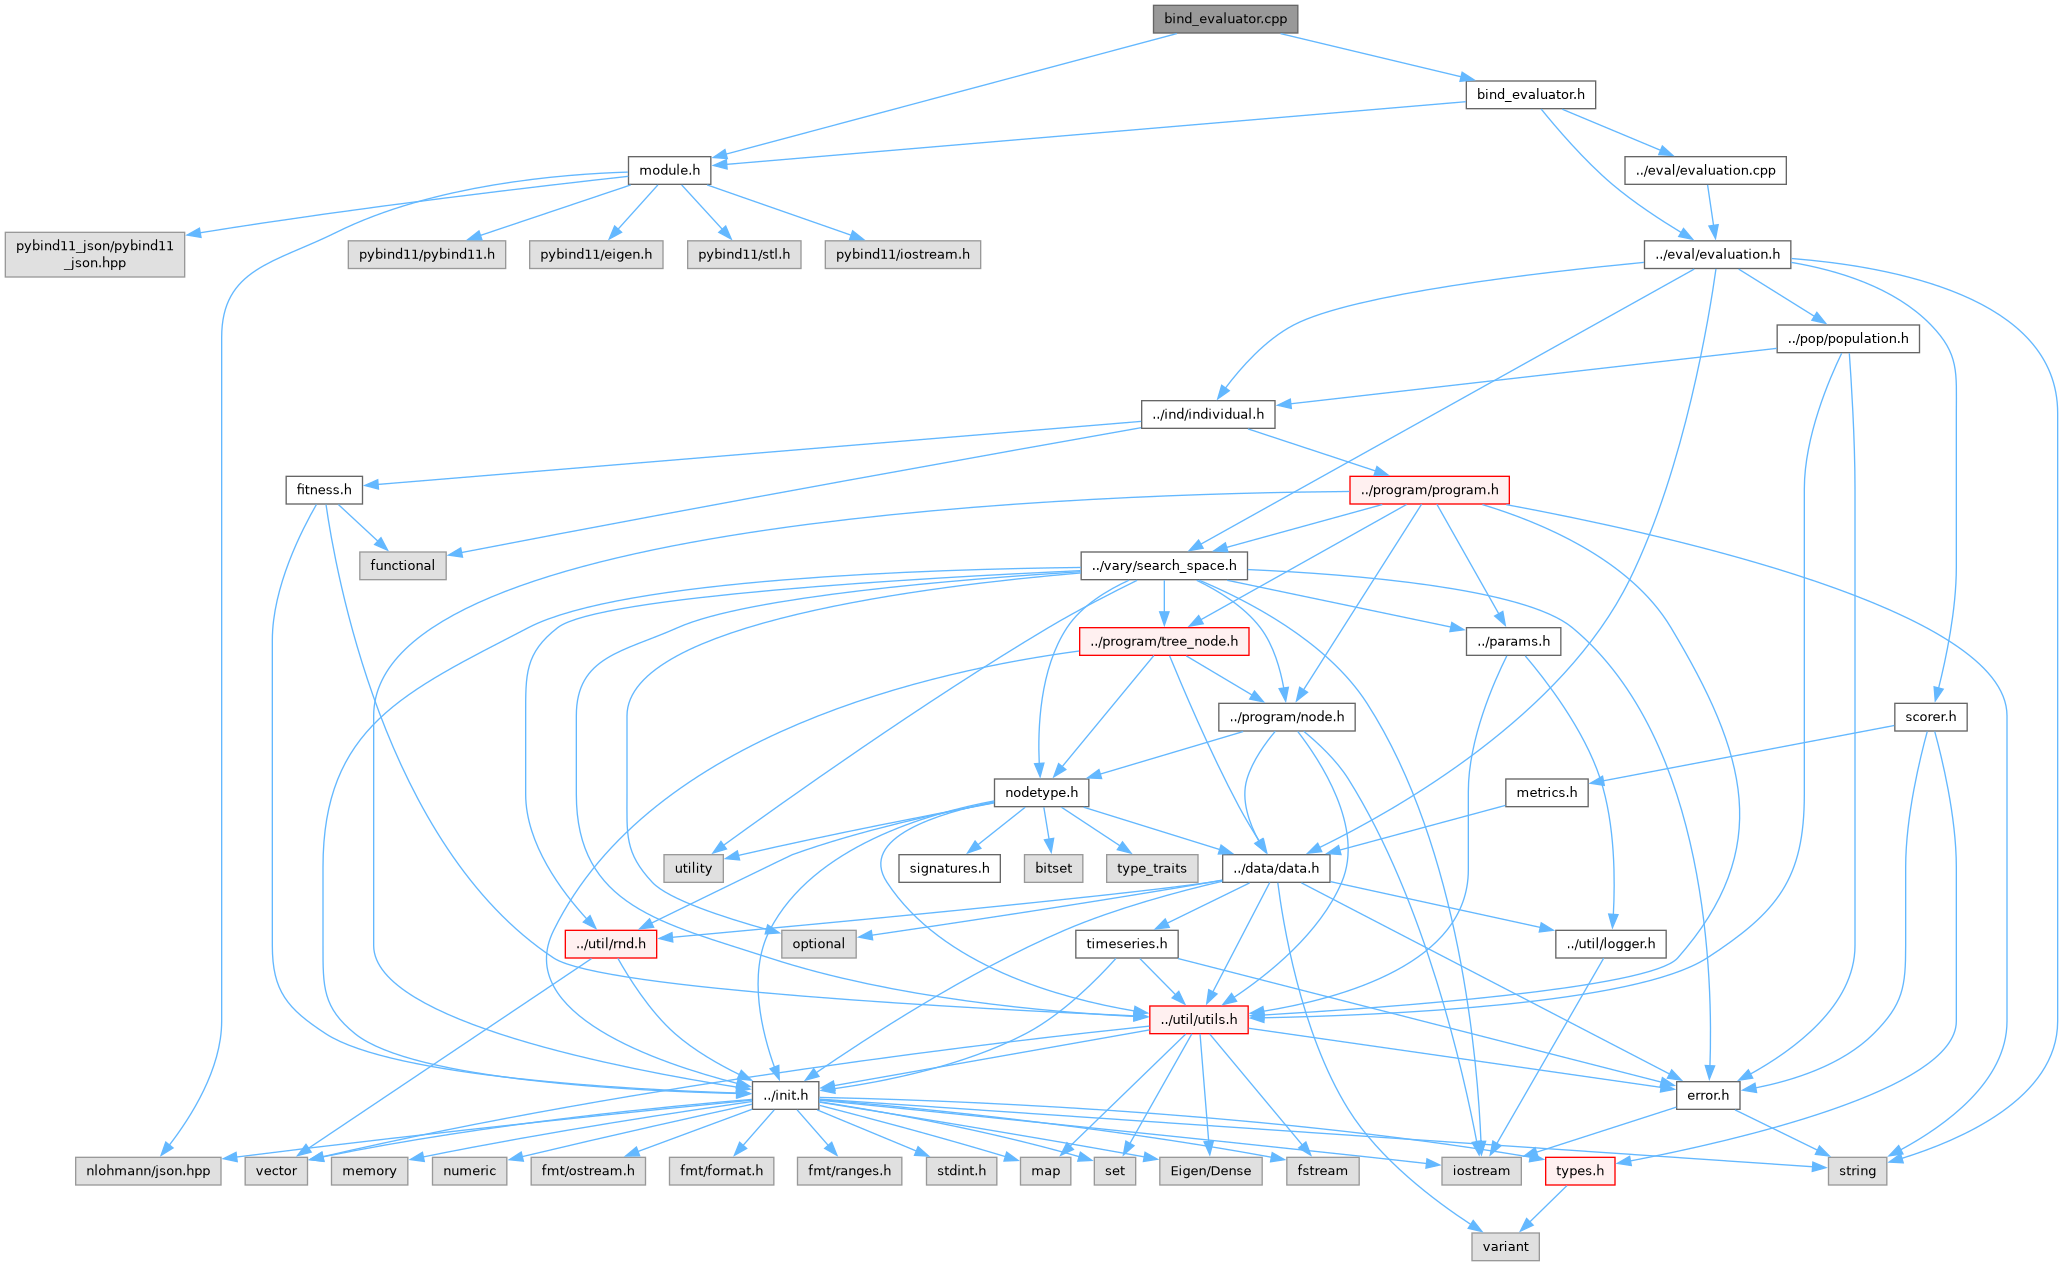 bind_evaluator.cpp
bind_evaluator.h
module.h
../eval/evaluation.cpp
pybind11_json/pybind11
_json.hpp
pybind11/pybind11.h
pybind11/eigen.h
pybind11/stl.h
pybind11/iostream.h
../eval/evaluation.h
../pop/population.h
../ind/individual.h
fitness.h
../program/program.h
functional
../vary/search_space.h
../program/tree_node.h
../params.h
../program/node.h
scorer.h
nodetype.h
metrics.h
utility
signatures.h
bitset
type_traits
../data/data.h
../util/rnd.h
optional
timeseries.h
../util/logger.h
../util/utils.h
../init.h
error.h
nlohmann/json.hpp
vector
memory
numeric
fmt/ostream.h
fmt/format.h
fmt/ranges.h
stdint.h
map
set
Eigen/Dense
fstream
iostream
types.h
string
variant